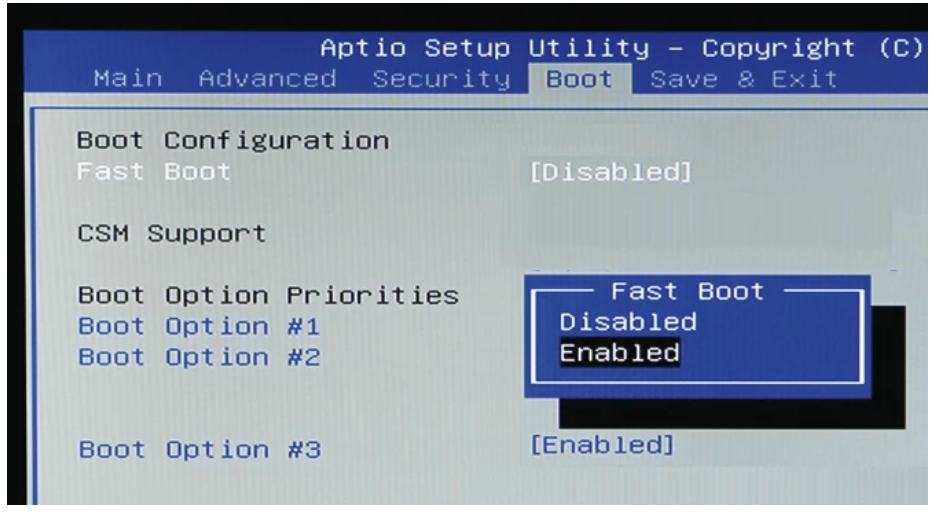 Aptio Setup Utility – Copyright (C)
Main Advanced Security Boot Save & Exit
Boot Configuration
Fast Boot [Disabled]
CSM Support
Boot Option Priorities
Boot Option #1
Boot Option #2
Fast Boot
Disabled
Enabled
Boot Option #3 [Enabled]